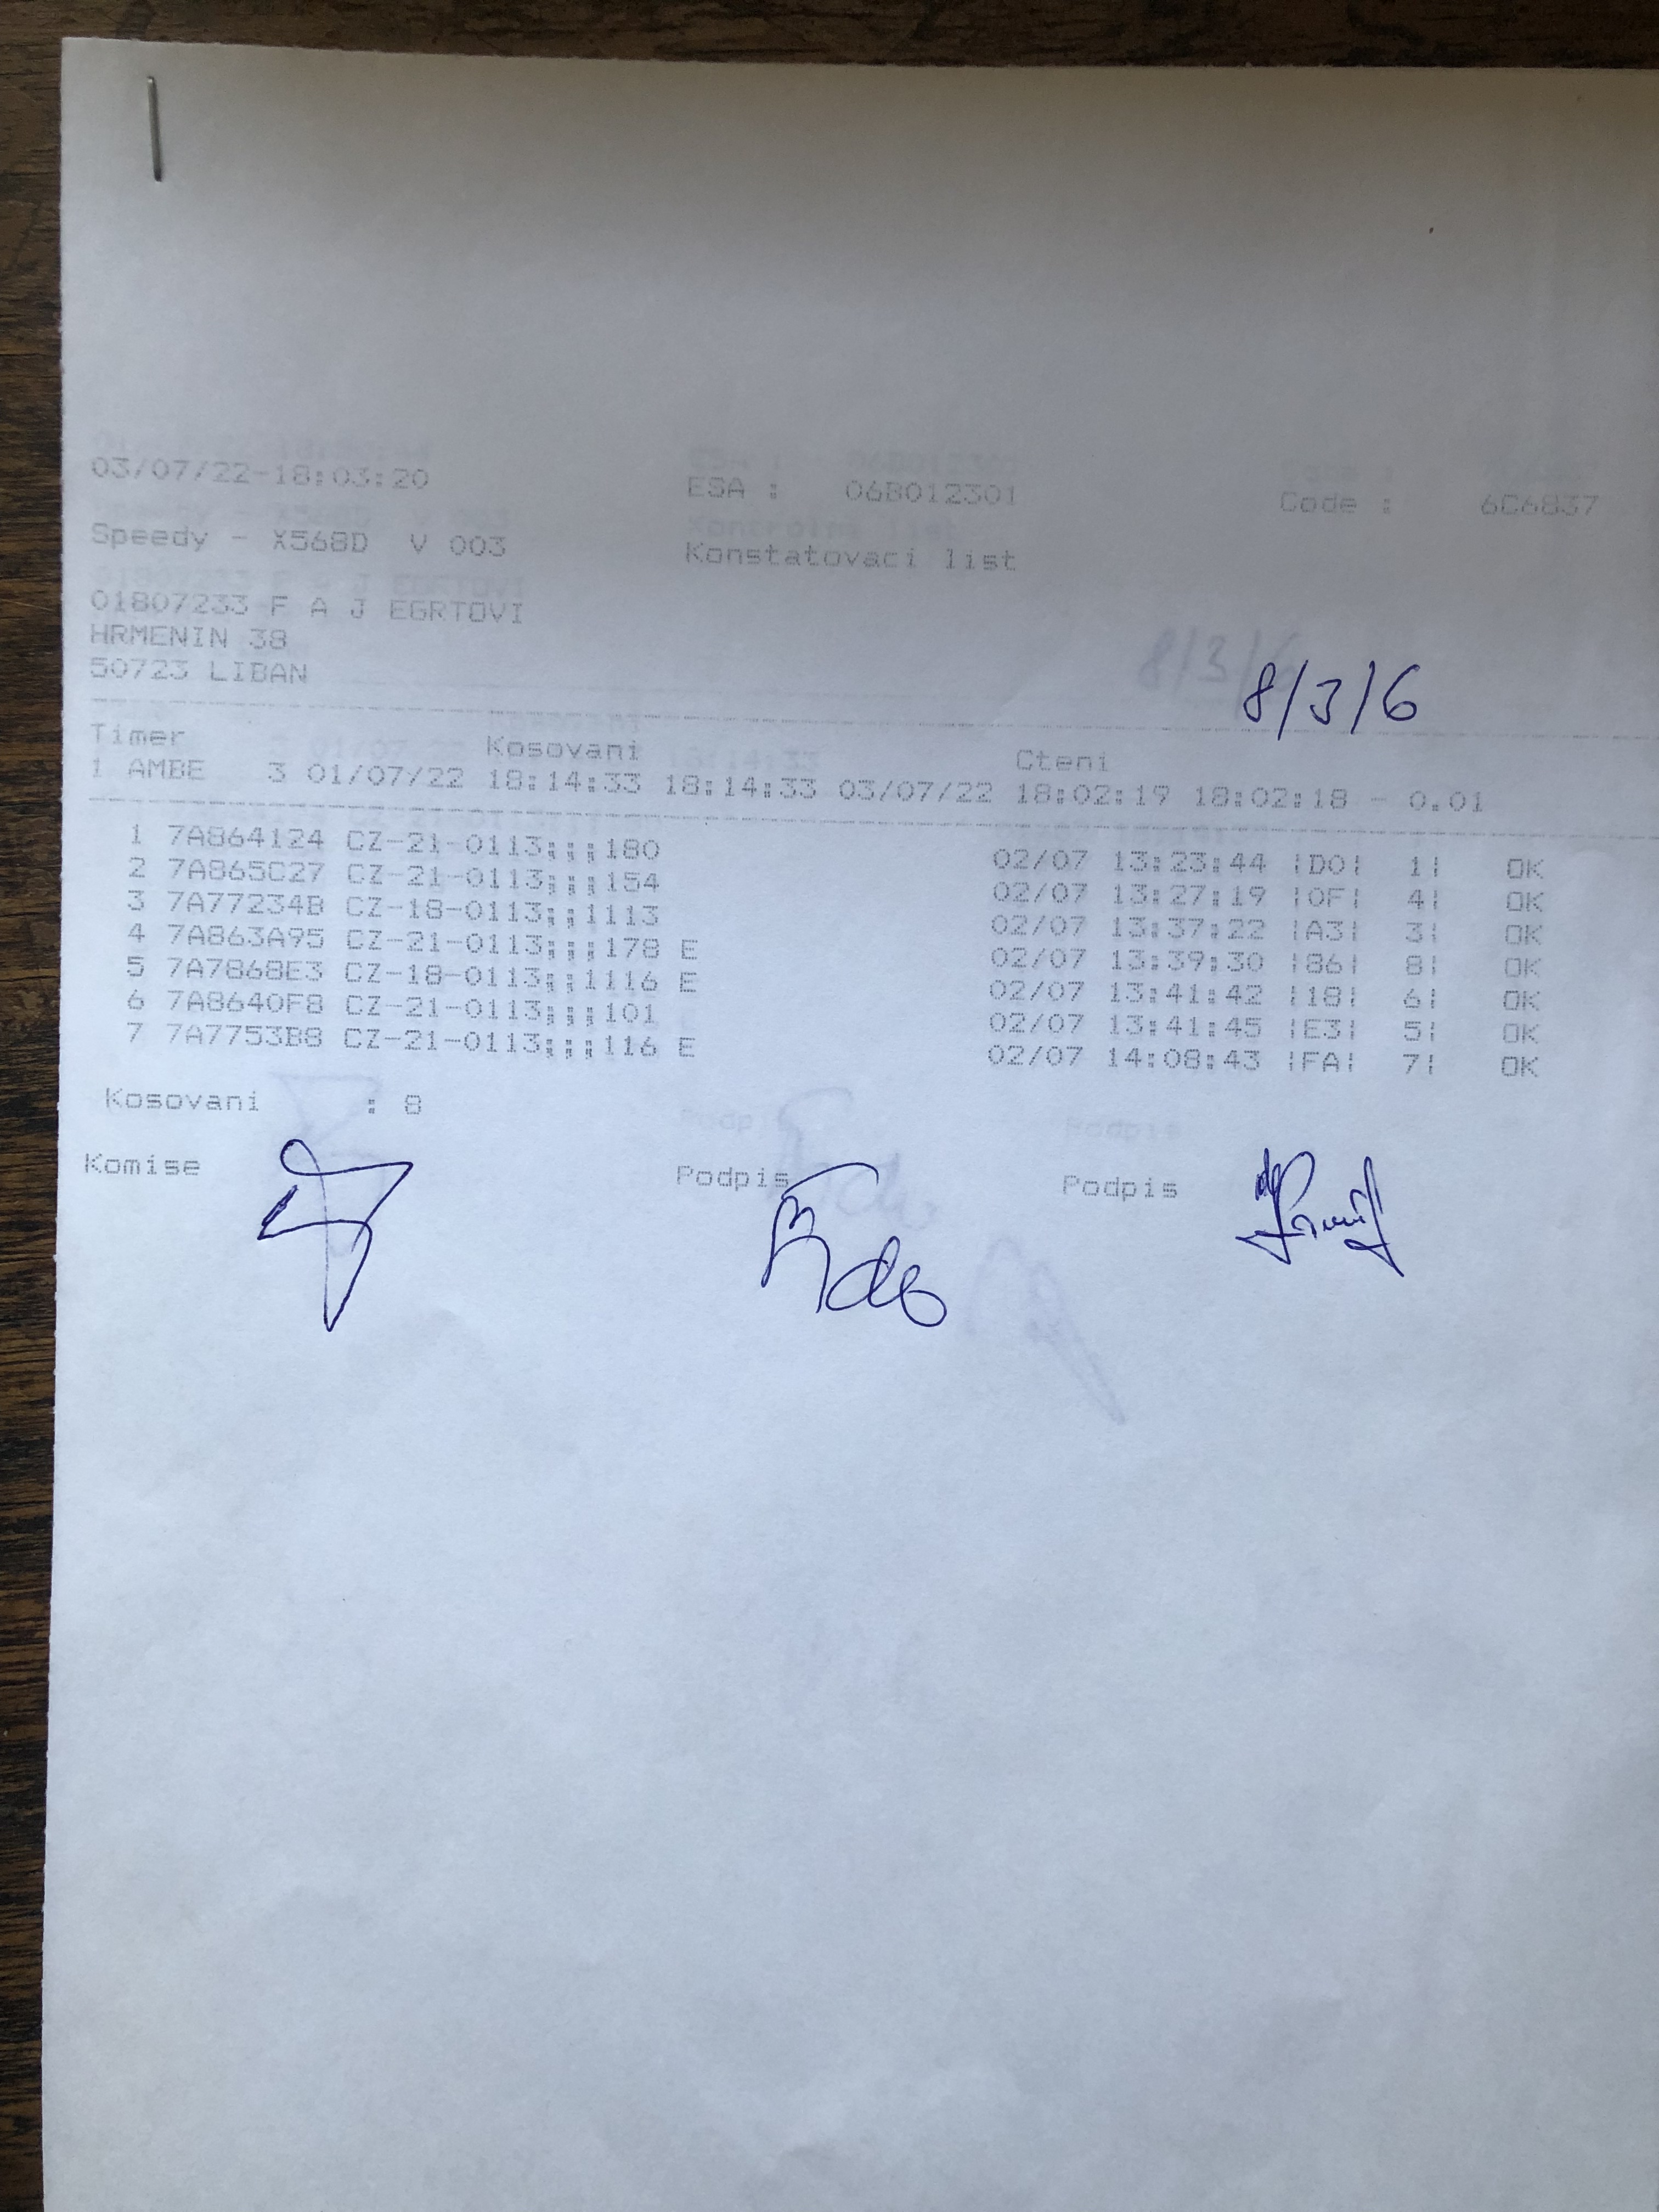 03/07/22-18:03:20 ESA : 06B012301 Code : 6C6837
Speedy - X568D V 003 Konstatovaci list
01807233 F A J EGRTOVI
HRMENIN 38
50723 LIBAN
8/3/6
Timer Kosovani Cteni
1 AMBE 3 01/07/22 18:14:33 18:14:33 03/07/22 18:02:19 18:02:18 - 0.01
1 7A864124 CZ-21-0113;;;180 02/07 13:23:44 |D0| 1| OK
2 7A865C27 CZ-21-0113;;;154 02/07 13:27:19 |0F| 4| OK
3 7A77234B CZ-18-0113;;1113 02/07 13:37:22 |A3| 3| OK
4 7A863A95 CZ-21-0113;;;178 E 02/07 13:39:30 |86| 8| OK
5 7A7868E3 CZ-18-0113;;1116 E 02/07 13:41:42 |18| 6| OK
6 7A8640F8 CZ-21-0113;;;101 02/07 13:41:45 |E3| 5| OK
7 7A7753B8 CZ-21-0113;;;116 E 02/07 14:08:43 |FA| 7| OK
Kosovani : 8
Komise Podpis Podpis